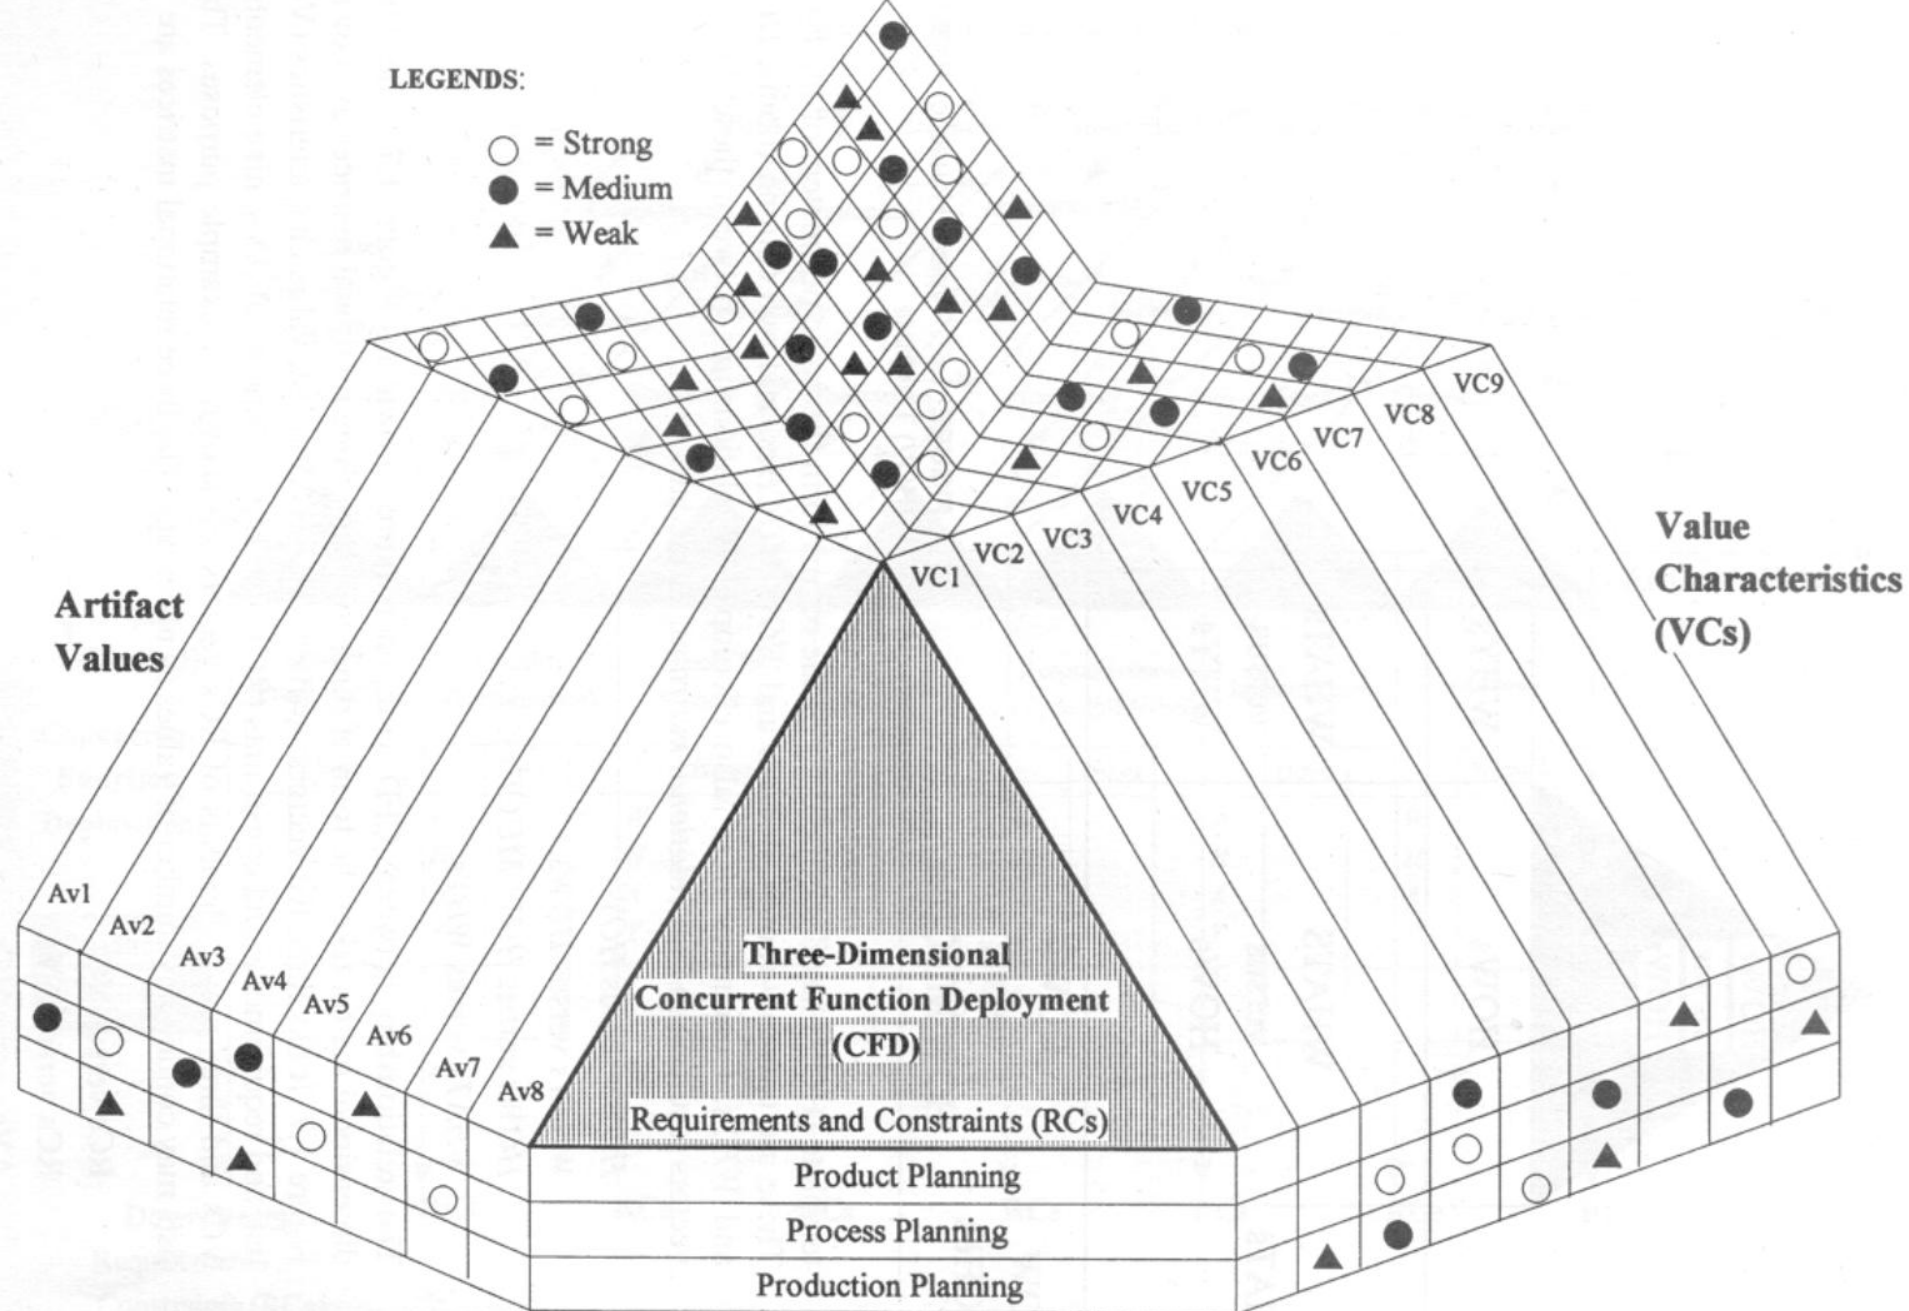 LEGENDS:
= Strong
= Medium
= Weak
VC9
VC8
VC7
VC6
VC5
VC4
VC3
VC2
VC1
Value
Characteristics
(VCs)
Artifact
Values
Av1
Av2
Av3
Av4
Av5
Av6
Av7
Av8
Three-Dimensional
Concurrent Function Deployment
(CFD)
Requirements and Constraints (RCs)
Product Planning
Process Planning
Production Planning